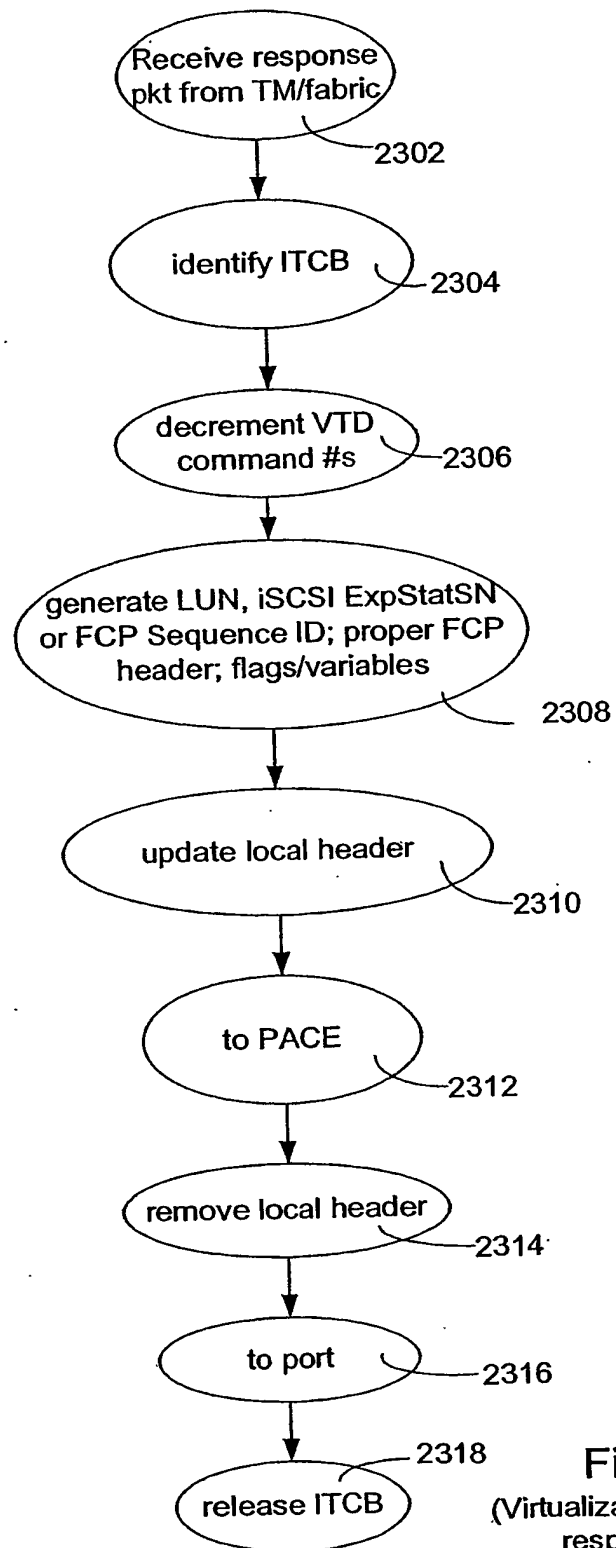 Receive response
pkt from TM/fabric
2302
identify ITCB
2304
decrement VTD
command #s
2306
generate LUN, iSCSI ExpStatSN
or FCP Sequence ID; proper FCP
header; flags/variables
2308
update local header
2310
to PACE
2312
remove local header
2314
to port
2316
2318
release ITCB